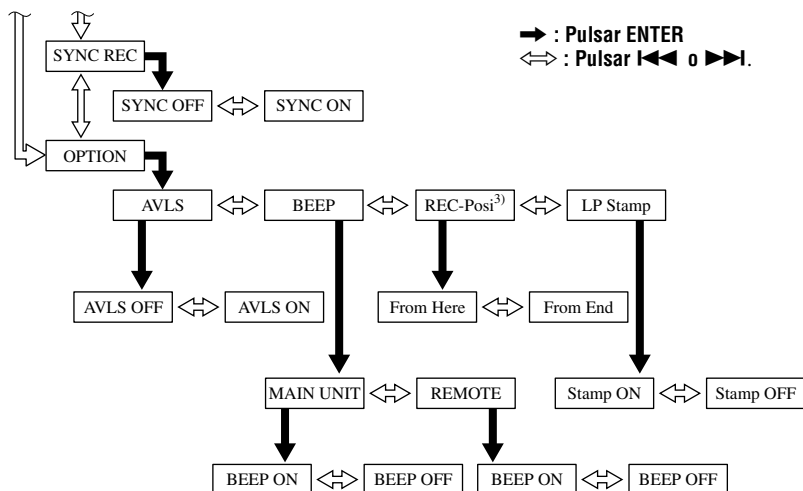 ➡ : Pulsar ENTER
SYNC REC
⇔ : Pulsar I◀◀ o ▶▶I.
SYNC OFF SYNC ON
OPTION
AVLS BEEP REC-Posi3) LP Stamp
AVLS OFF AVLS ON From Here From End
MAIN UNIT REMOTE Stamp ON Stamp OFF
BEEP ON BEEP OFF BEEP ON BEEP OFF